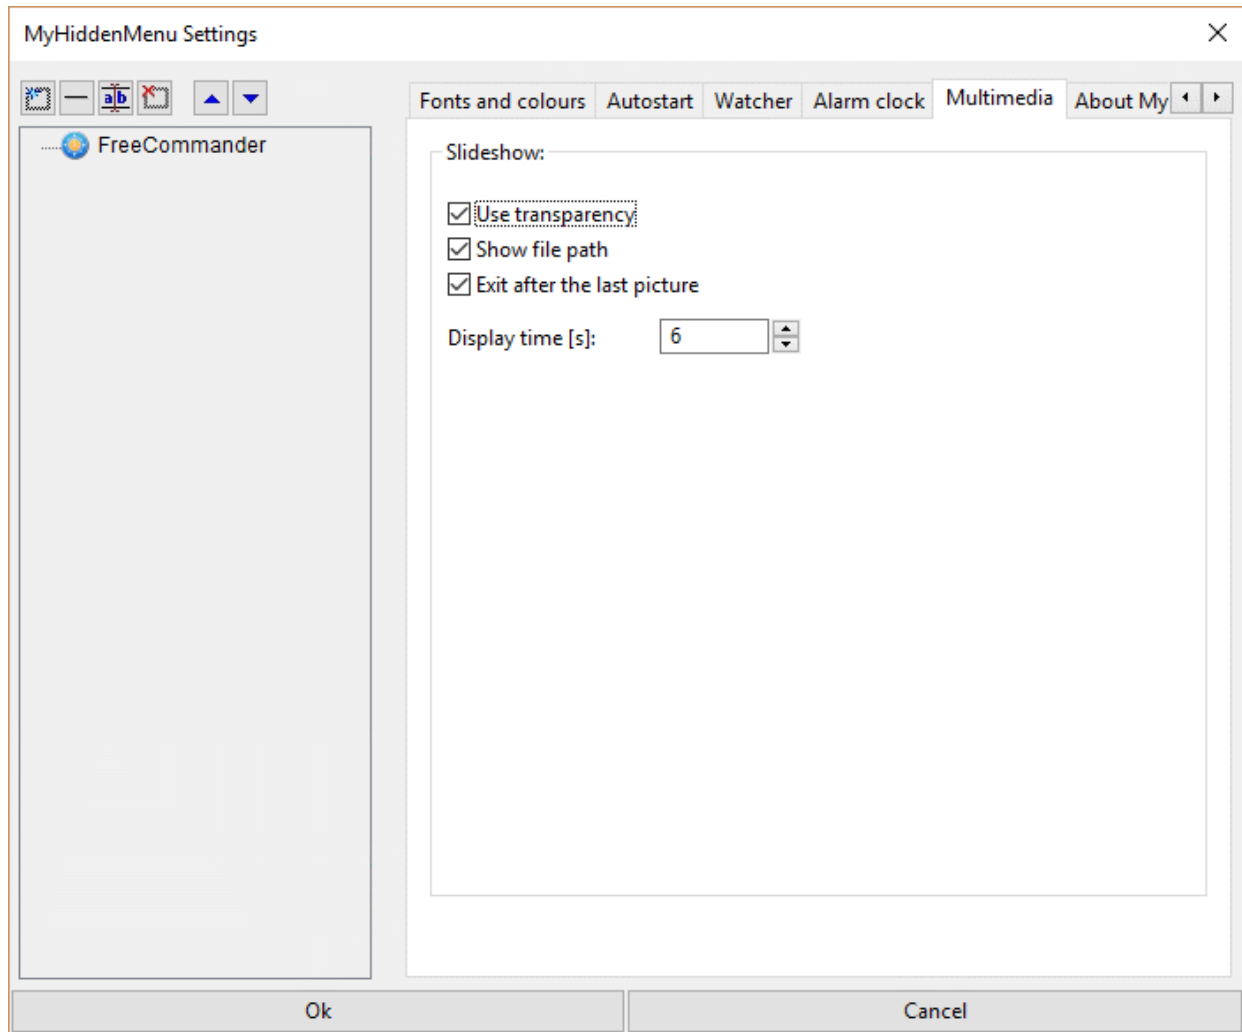 MyHiddenMenu Settings
ab
Fonts and colours
Autostart
Watcher
Alarm clock
Multimedia
About My
FreeCommander
Slideshow:
Use transparency
Show file path
Exit after the last picture
Display time [s]: 6
Ok
Cancel